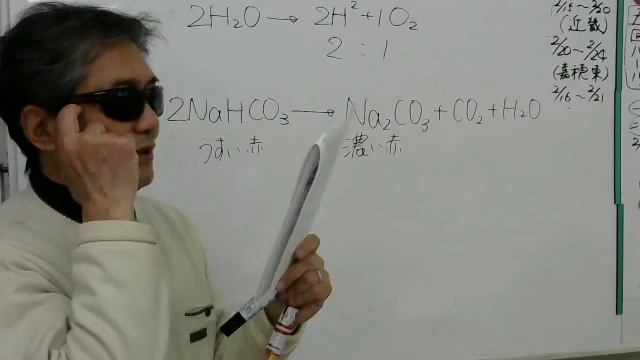 2H₂O → 2H² + 1O₂
2 : 1
2NaHCO₃ → Na₂CO₃ + CO₂ + H₂O
うすい赤 濃い赤
2/15～2/20
(近畿)
2/20～2/24
(嘉穂東)
2/16～2/21